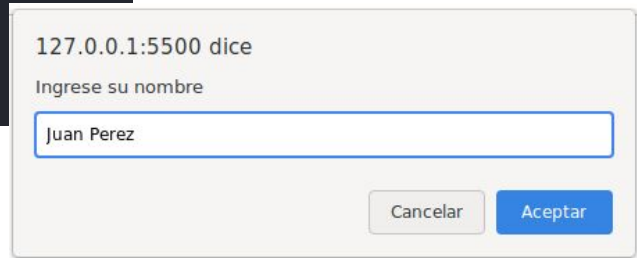 127.0.0.1:5500 dice
Ingrese su nombre
Juan Perez
Cancelar Aceptar